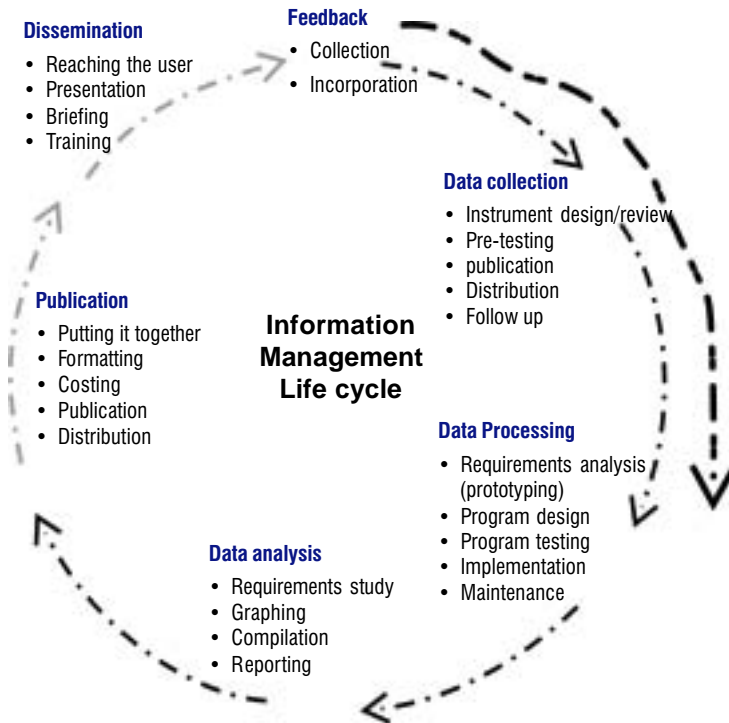 Dissemination
• Reaching the user
• Presentation
• Briefing
• Training
Feedback
• Collection
• Incorporation
Data collection
• Instrument design/review
• Pre-testing
• publication
• Distribution
• Follow up
Publication
• Putting it together
• Formatting
• Costing
• Publication
• Distribution
Information
Management
Life cycle
Data Processing
• Requirements analysis
(prototyping)
• Program design
• Program testing
• Implementation
• Maintenance
Data analysis
• Requirements study
• Graphing
• Compilation
• Reporting